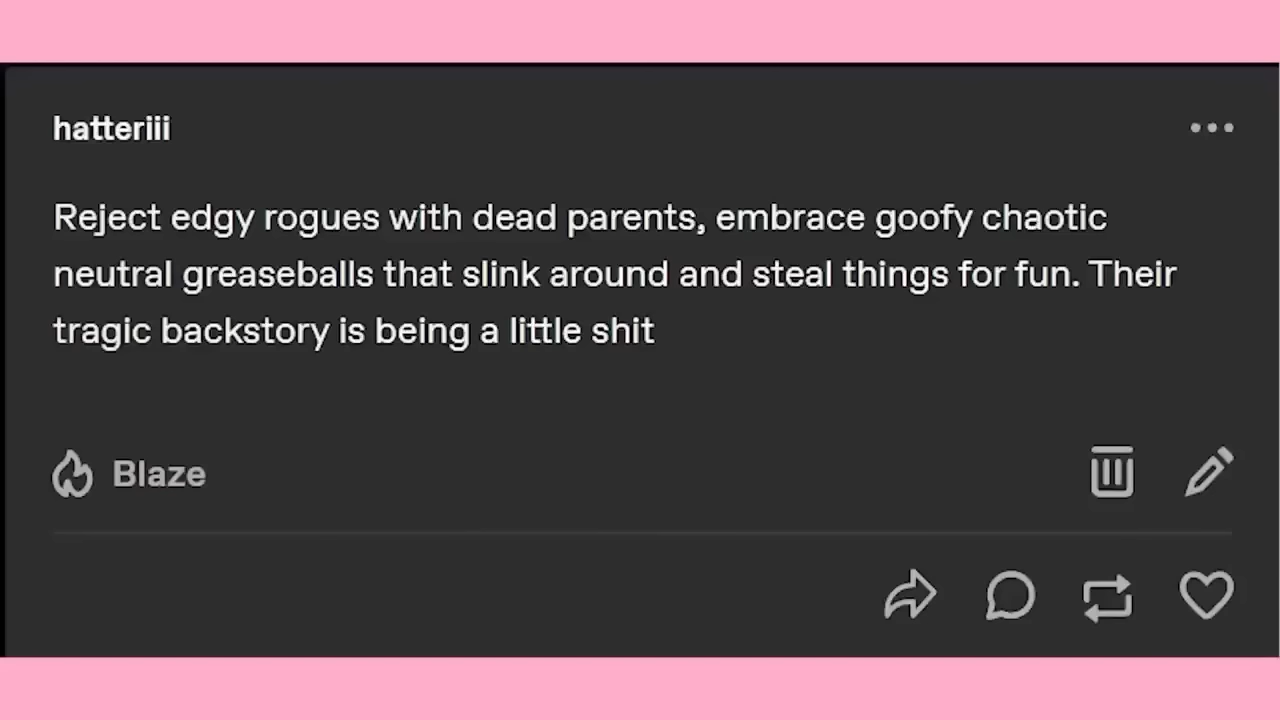 hatteriii
Reject edgy rogues with dead parents, embrace goofy chaotic
neutral greaseballs that slink around and steal things for fun. Their
tragic backstory is being a little shit
Blaze